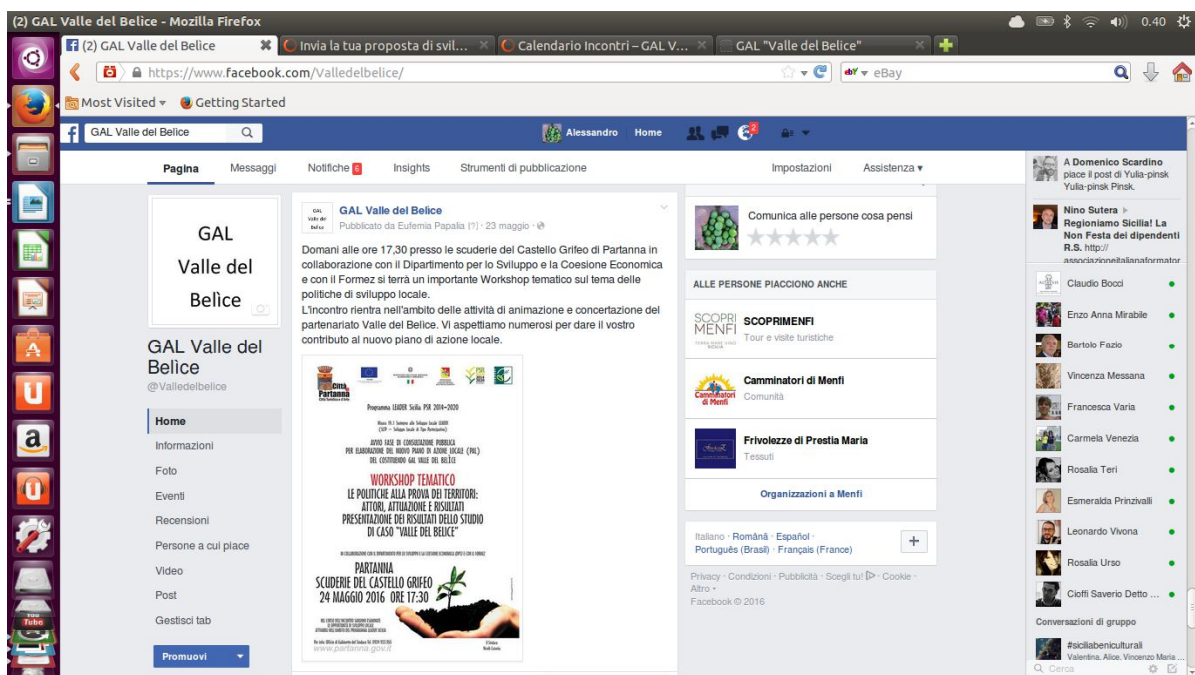 (2) GAL Valle del Belice - Mozilla Firefox
0.40
(2) GAL Valle del Belice
Invia la tua proposta di svil...
Calendario Incontri – GAL V...
GAL "Valle del Belice"
https://www.facebook.com/Valledelbelice/
eBay
Most Visited
Getting Started
GAL Valle del Belice
Alessandro
Home
2
Pagina
Messaggi
Notifiche 6
Insights
Strumenti di pubblicazione
Impostazioni
Assistenza
GAL
Valle del
Belìce
GAL Valle del
Belìce
@Valledelbelice
Home
Informazioni
Foto
Eventi
Recensioni
Persone a cui piace
Video
Post
Gestisci tab
Promuovi
GAL Valle del Belìce
Pubblicato da Eufemia Papalia [?] · 23 maggio ·
Domani alle ore 17,30 presso le scuderie del Castello Grifeo di Partanna in
collaborazione con il Dipartimento per lo Sviluppo e la Coesione Economica
e con il Formez si terrà un importante Workshop tematico sul tema delle
politiche di sviluppo locale.
L'incontro rientra nell'ambito delle attività di animazione e concertazione del
partenariato Valle del Belice. Vi aspettiamo numerosi per dare il vostro
contributo al nuovo piano di azione locale.
Città
Partanna
Programma LEADER Sicilia PSR 2014-2020
AVVIO FASE DI CONSULTAZIONE PUBBLICA
PER ELABORAZIONE DEL NUOVO PIANO DI AZIONE LOCALE (PAL)
DEL COSTITUENDO GAL VALLE DEL BELÌCE
WORKSHOP TEMATICO
LE POLITICHE ALLA PROVA DEI TERRITORI:
ATTORI, ATTUAZIONE E RISULTATI
PRESENTAZIONE DEI RISULTATI DELLO STUDIO
DI CASO "VALLE DEL BELICE"
PARTANNA
SCUDERIE DEL CASTELLO GRIFEO
24 MAGGIO 2016 ORE 17:30
www.partanna.gov.it
Comunica alle persone cosa pensi
ALLE PERSONE PIACCIONO ANCHE
SCOPRI
MENFI
SCOPRIMENFI
Tour e visite turistiche
Camminatori
di Menfi
Camminatori di Menfi
Comunità
Frivolezze di Prestia Maria
Tessuti
Organizzazioni a Menfi
Italiano · Română · Español ·
Português (Brasil) · Français (France)
Privacy · Condizioni · Pubblicità · Scegli tu! · Cookie ·
Altro
Facebook © 2016
A Domenico Scardino
piace il post di Yulia-pinsk
Yulia-pinsk Pinsk.
Nino Sutera
Regioniamo Sicilia! La
Non Festa dei dipendenti
R.S. http://
associazioneitalianaformator
Claudio Bocci
Enzo Anna Mirabile
Bartolo Fazio
Vincenza Messana
Francesca Varia
Carmela Venezia
Rosalia Teri
Esmeralda Prinzivalli
Leonardo Vivona
Rosalia Urso
Cioffi Saverio Detto ...
Conversazioni di gruppo
#siciliabeniculturali
Valentina, Alice, Vincenzo Maria ...
Cerca
You
Tube